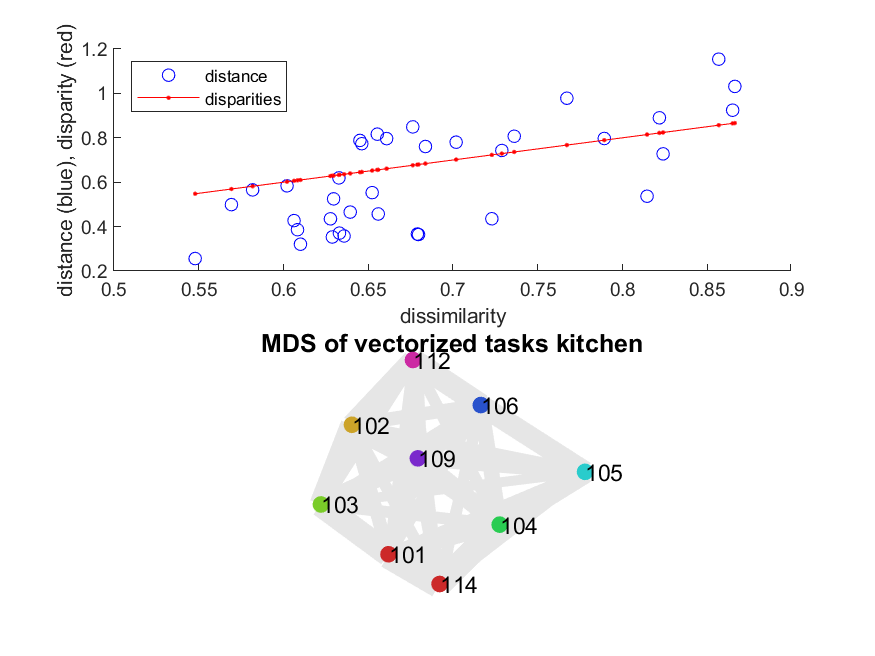 distance (blue), disparity (red)
1.2
1
0.8
0.6
0.4
0.2
distance
disparities
0.5 0.55 0.6 0.65 0.7 0.75 0.8 0.85 0.9
dissimilarity
MDS of vectorized tasks kitchen
112
106
102
109
105
103
104
101
114